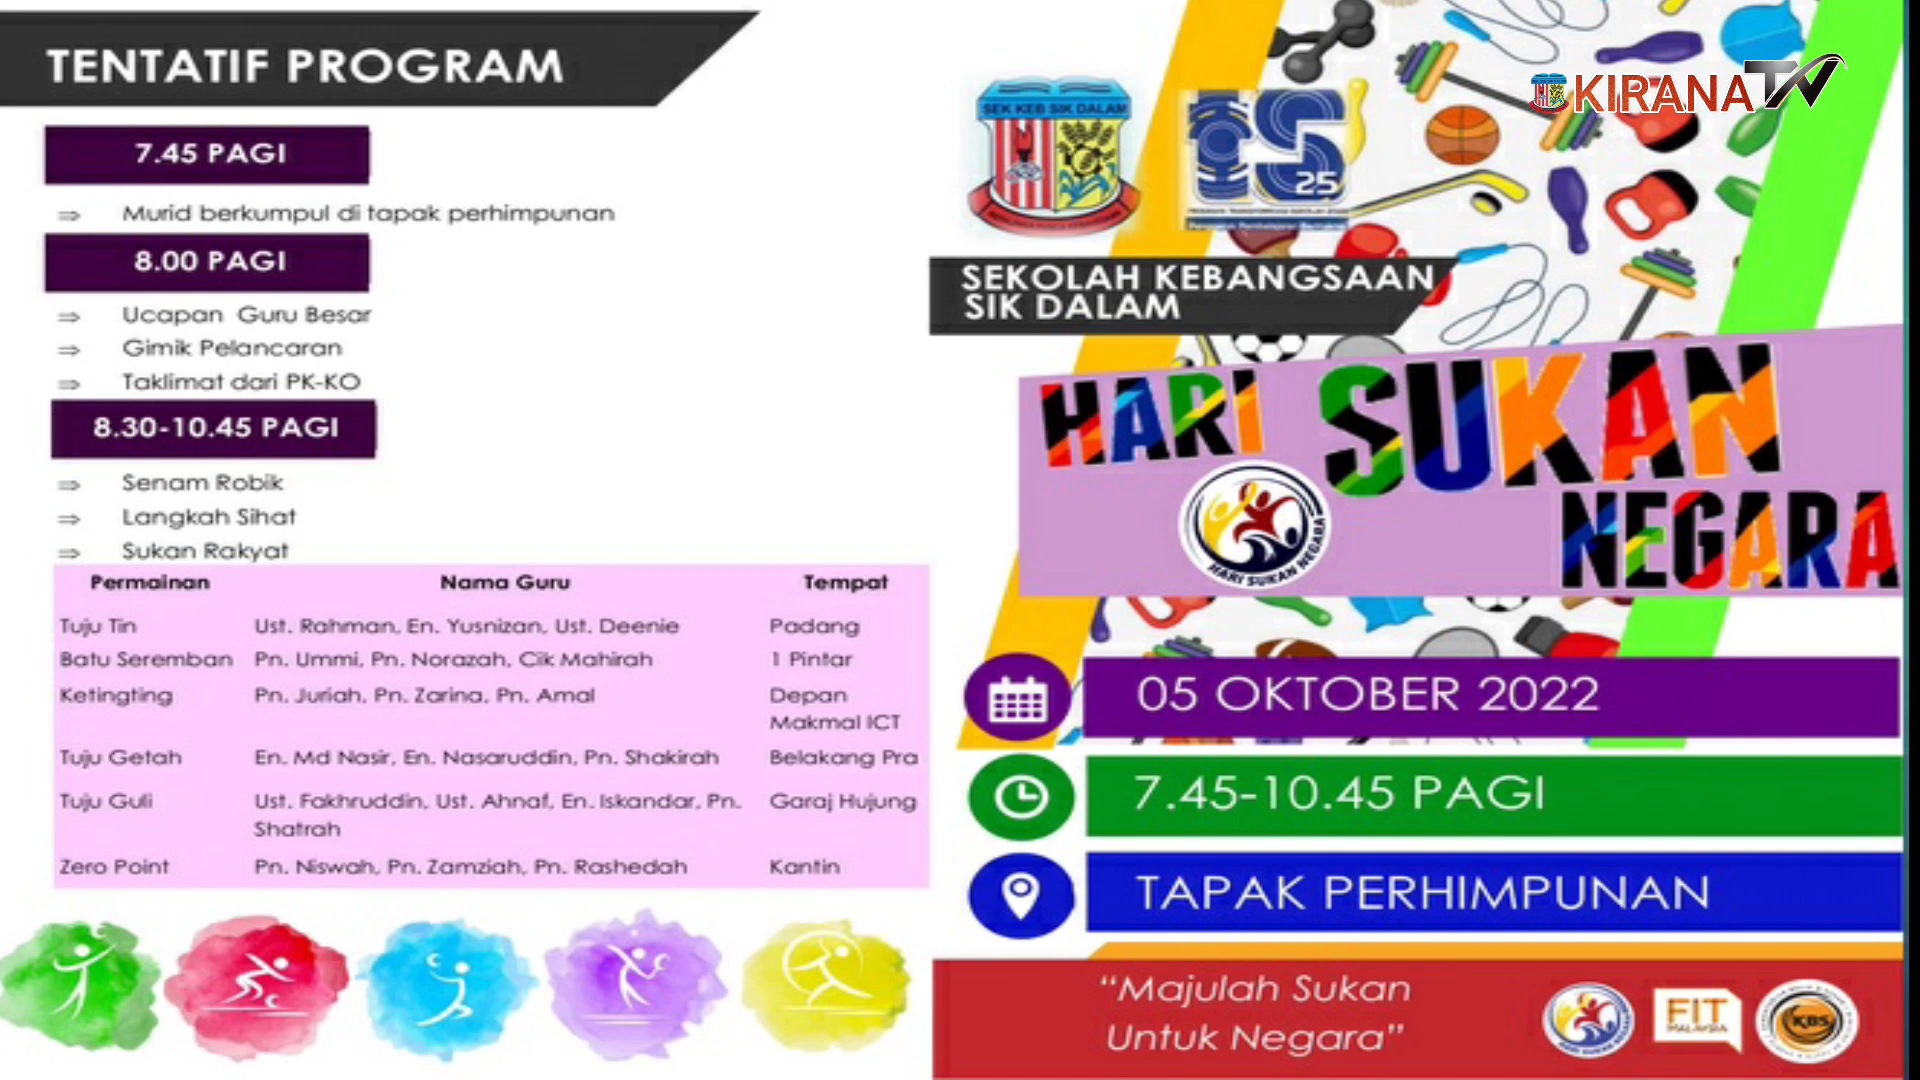 TENTATIF PROGRAM
7.45 PAGI
⇒ Murid berkumpul di tapak perhimpunan
8.00 PAGI
⇒ Ucapan Guru Besar
⇒ Gimik Pelancaran
⇒ Taklimat dari PK-KO
8.30-10.45 PAGI
⇒ Senam Robik
⇒ Langkah Sihat
⇒ Sukan Rakyat
Permainan Nama Guru Tempat
Tuju Tin Ust. Rahman, En. Yusnizan, Ust. Deenie Padang
Batu Seremban Pn. Ummi, Pn. Norazah, Cik Mahirah 1 Pintar
Ketingting Pn. Juriah, Pn. Zarina, Pn. Amal Depan
Makmal ICT
Tuju Getah En. Md Nasir, En. Nasaruddin, Pn. Shakirah Belakang Pra
Tuju Guli Ust. Fakhruddin, Ust. Ahnaf, En. Iskandar, Pn. Garaj Hujung
Shatrah
Zero Point Pn. Niswah, Pn. Zamziah, Pn. Rashedah Kantin
KIRANA TV
SEK KEB SIK DALAM
TS 25
SEKOLAH KEBANGSAAN
SIK DALAM
HARI SUKAN
NEGARA
HARI SUKAN NEGARA
05 OKTOBER 2022
7.45-10.45 PAGI
TAPAK PERHIMPUNAN
“Majulah Sukan
Untuk Negara”
HARI SUKAN NEGARA
FIT
MALAYSIA
KBS